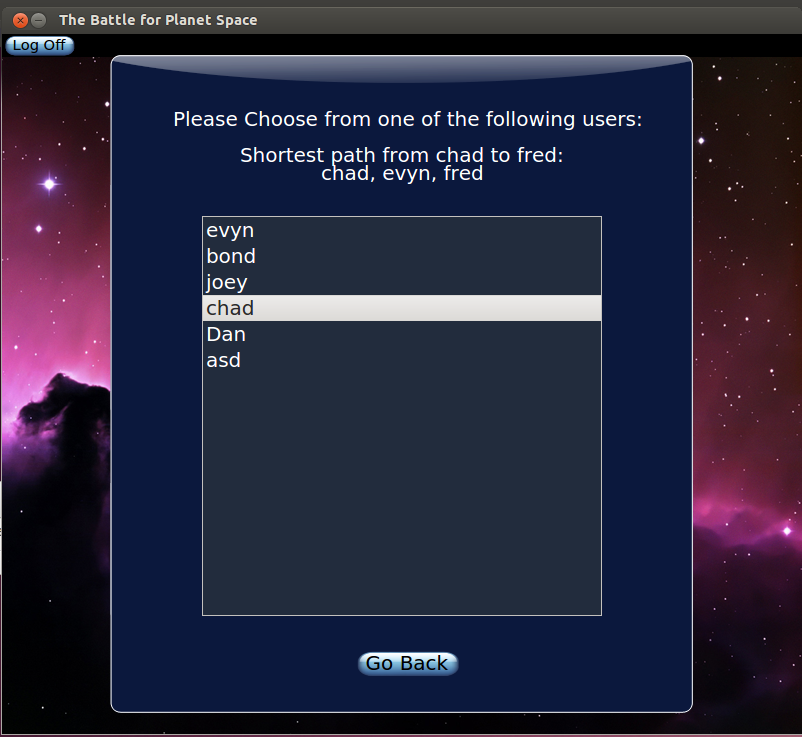 The Battle for Planet Space
Log Off
Please Choose from one of the following users:
Shortest path from chad to fred:
chad, evyn, fred
evyn
bond
joey
chad
Dan
asd
Go Back